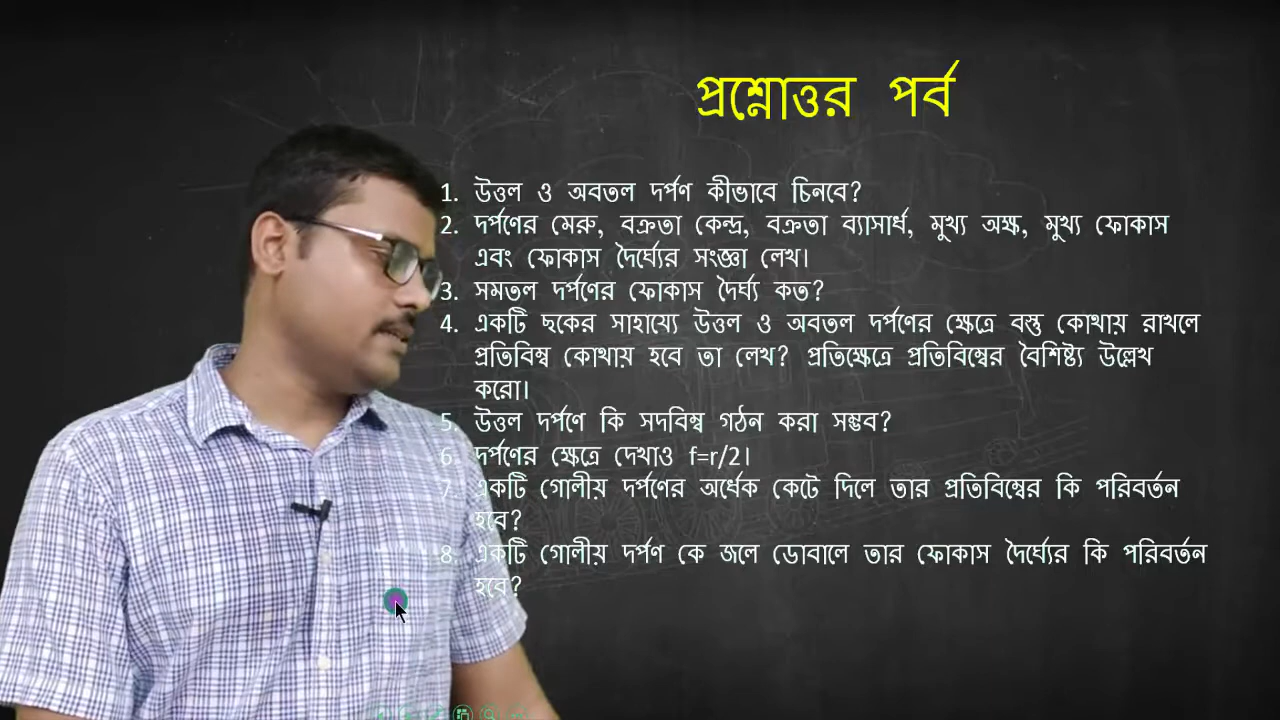 প্রশ্নোত্তর পর্ব
1. উত্তল ও অবতল দর্পণ কীভাবে চিনবে?
2. দর্পণের মেরু, বক্রতা কেন্দ্র, বক্রতা ব্যাসার্ধ, মুখ্য অক্ষ, মুখ্য ফোকাস
এবং ফোকাস দৈর্ঘ্যের সংজ্ঞা লেখ।
3. সমতল দর্পণের ফোকাস দৈর্ঘ্য কত?
4. একটি ছকের সাহায্যে উত্তল ও অবতল দর্পণের ক্ষেত্রে বস্তু কোথায় রাখলে
প্রতিবিম্ব কোথায় হবে তা লেখ? প্রতিক্ষেত্রে প্রতিবিম্বের বৈশিষ্ট্য উল্লেখ
করো।
5. উত্তল দর্পণে কি সদবিম্ব গঠন করা সম্ভব?
6. দর্পণের ক্ষেত্রে দেখাও f=r/2।
7. একটি গোলীয় দর্পণের অর্ধেক কেটে দিলে তার প্রতিবিম্বের কি পরিবর্তন
হবে?
8. একটি গোলীয় দর্পণ কে জলে ডোবালে তার ফোকাস দৈর্ঘ্যের কি পরিবর্তন
হবে?